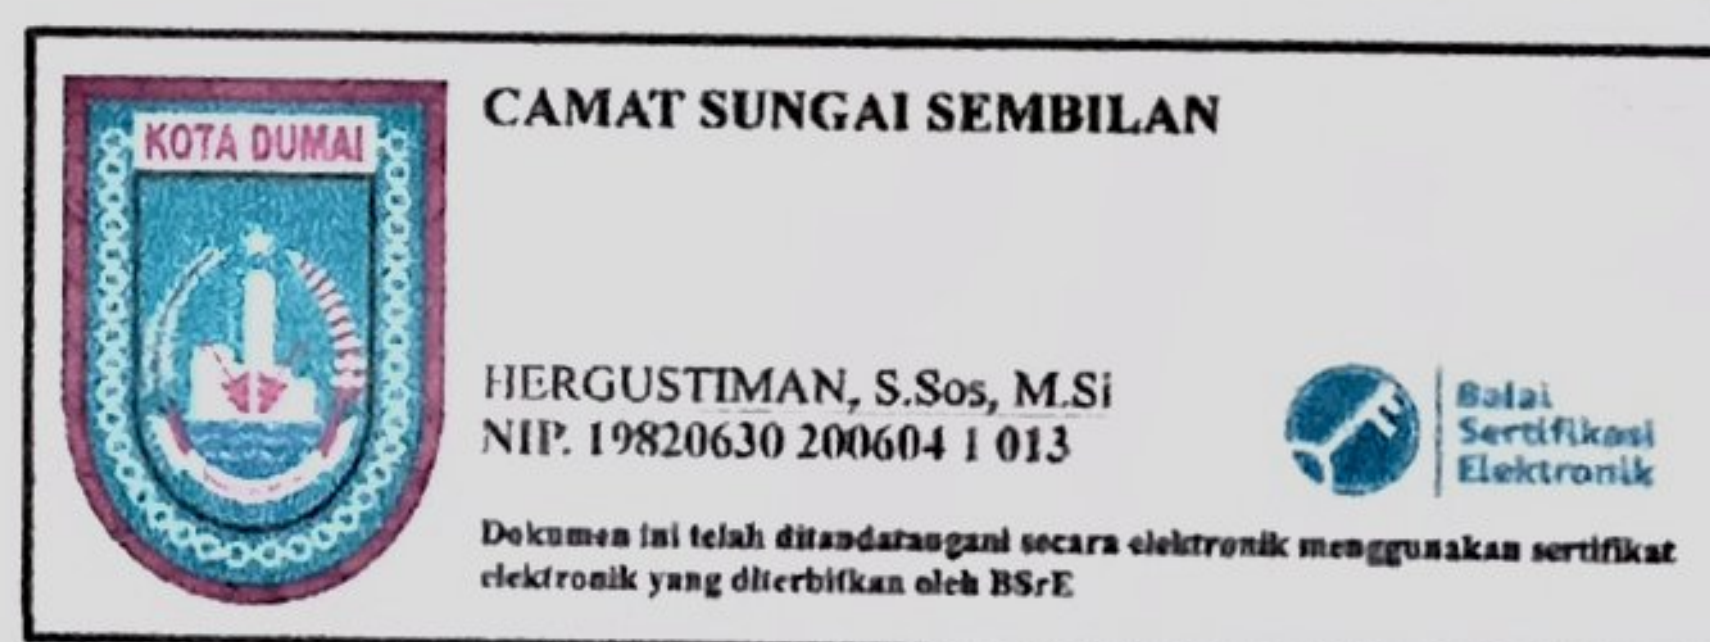 KOTA DUMAI
CAMAT SUNGAI SEMBILAN
HERGUSTIMAN, S.Sos, M.Si
NIP. 19820630 200604 1 013
Balai
Sertifikasi
Elektronik
Dokumen ini telah ditandatangani secara elektronik menggunakan sertifikat
elektronik yang diterbitkan oleh BSrE